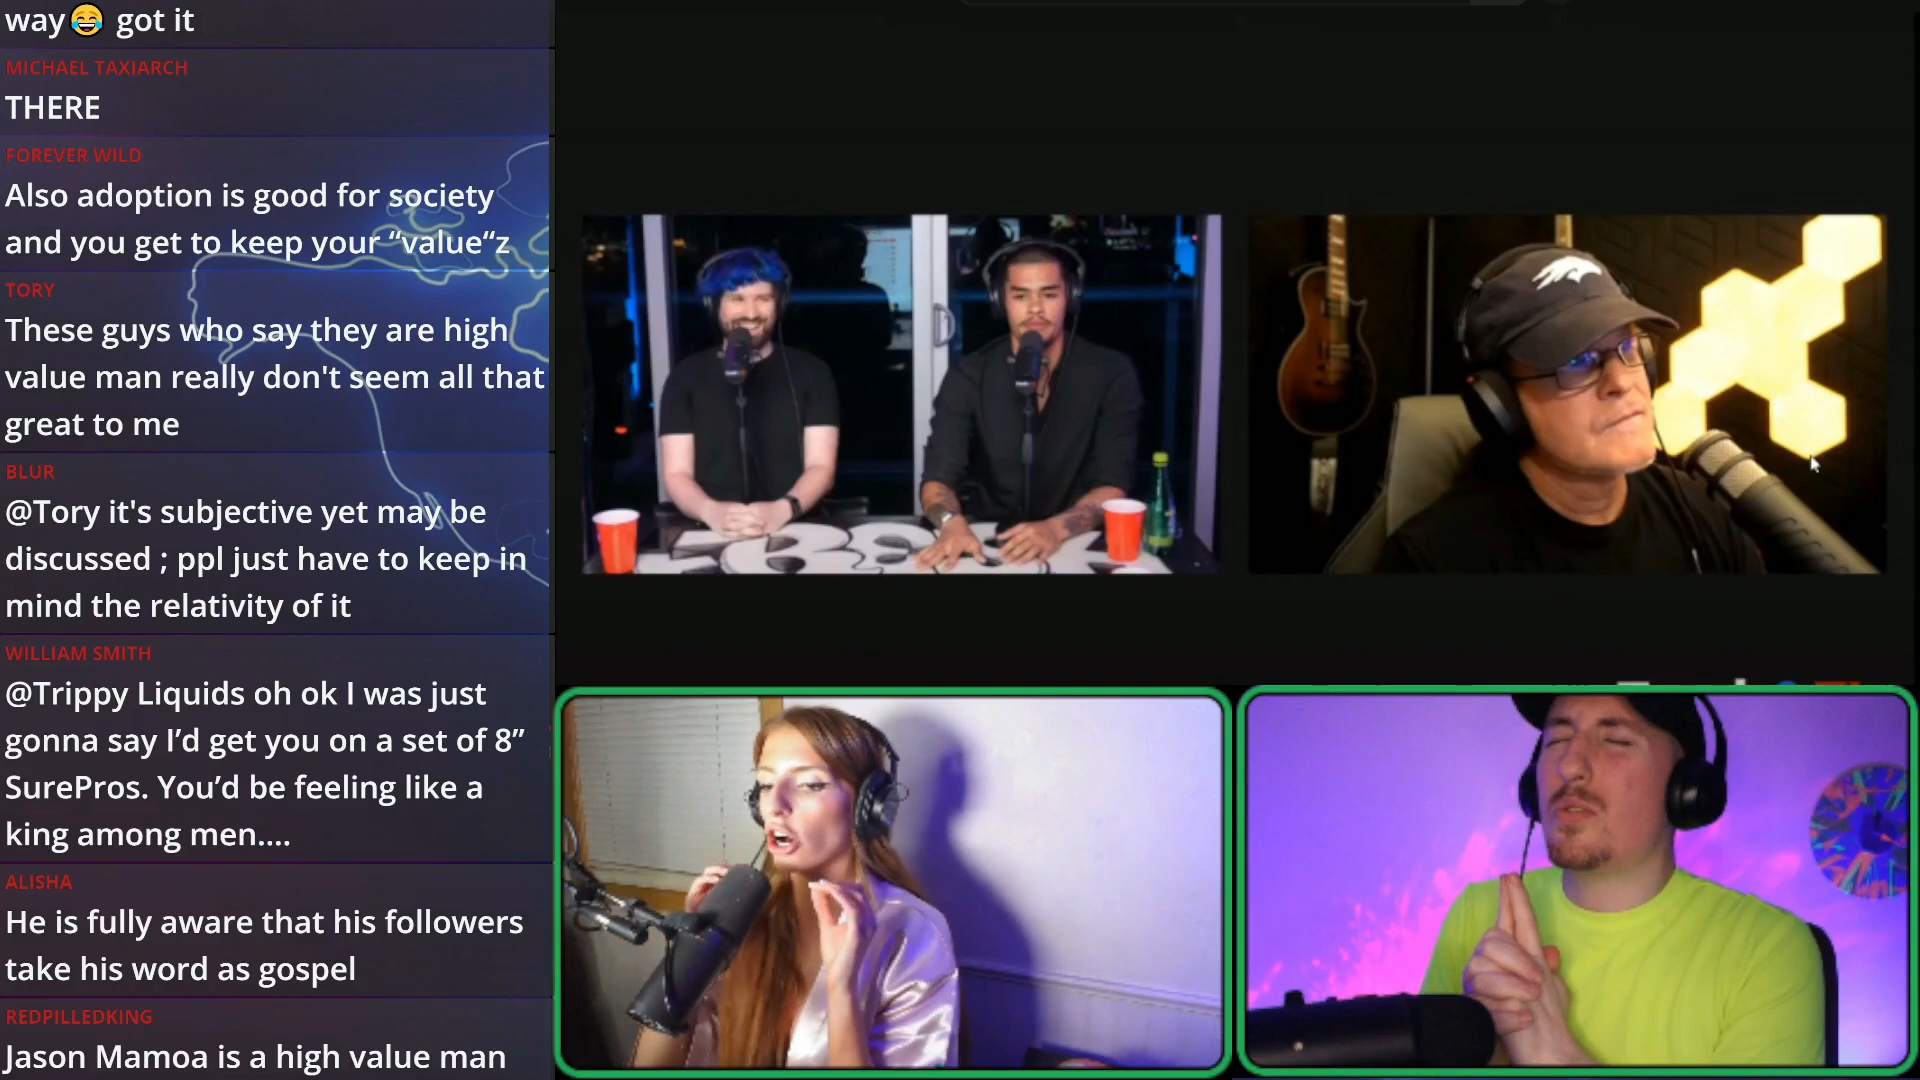 way😂 got it
MICHAEL TAXIARCH
THERE
FOREVER WILD
Also adoption is good for society
and you get to keep your “value“z
TORY
These guys who say they are high
value man really don't seem all that
great to me
BLUR
@Tory it's subjective yet may be
discussed ; ppl just have to keep in
mind the relativity of it
WILLIAM SMITH
@Trippy Liquids oh ok I was just
gonna say I’d get you on a set of 8”
SurePros. You’d be feeling like a
king among men....
ALISHA
He is fully aware that his followers
take his word as gospel
REDPILLEDKING
Jason Mamoa is a high value man